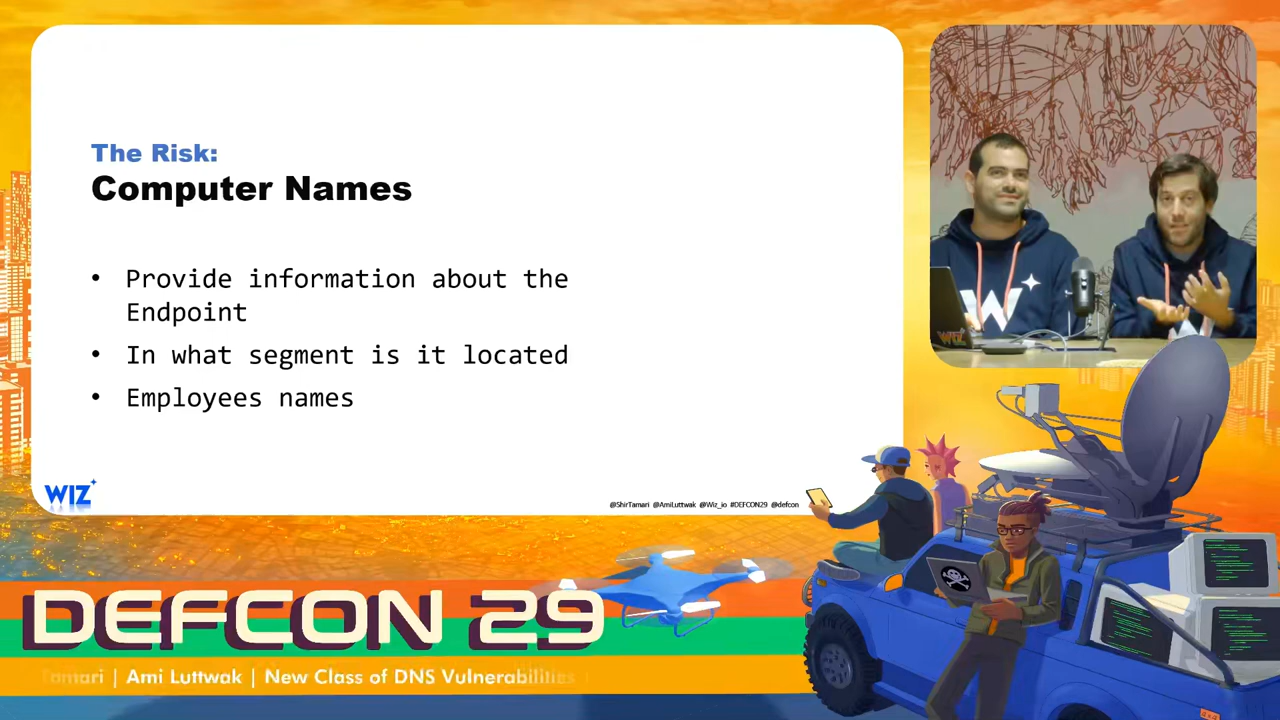 The Risk:
Computer Names
• Provide information about the
Endpoint
• In what segment is it located
• Employees names
WIZ
@ShirTamari @AmiLuttwak @Wiz_io #DEFCON29 @defcon
W
DEFCON 29
Tamari | Ami Luttwak | New Class of DNS Vulnerabilities |